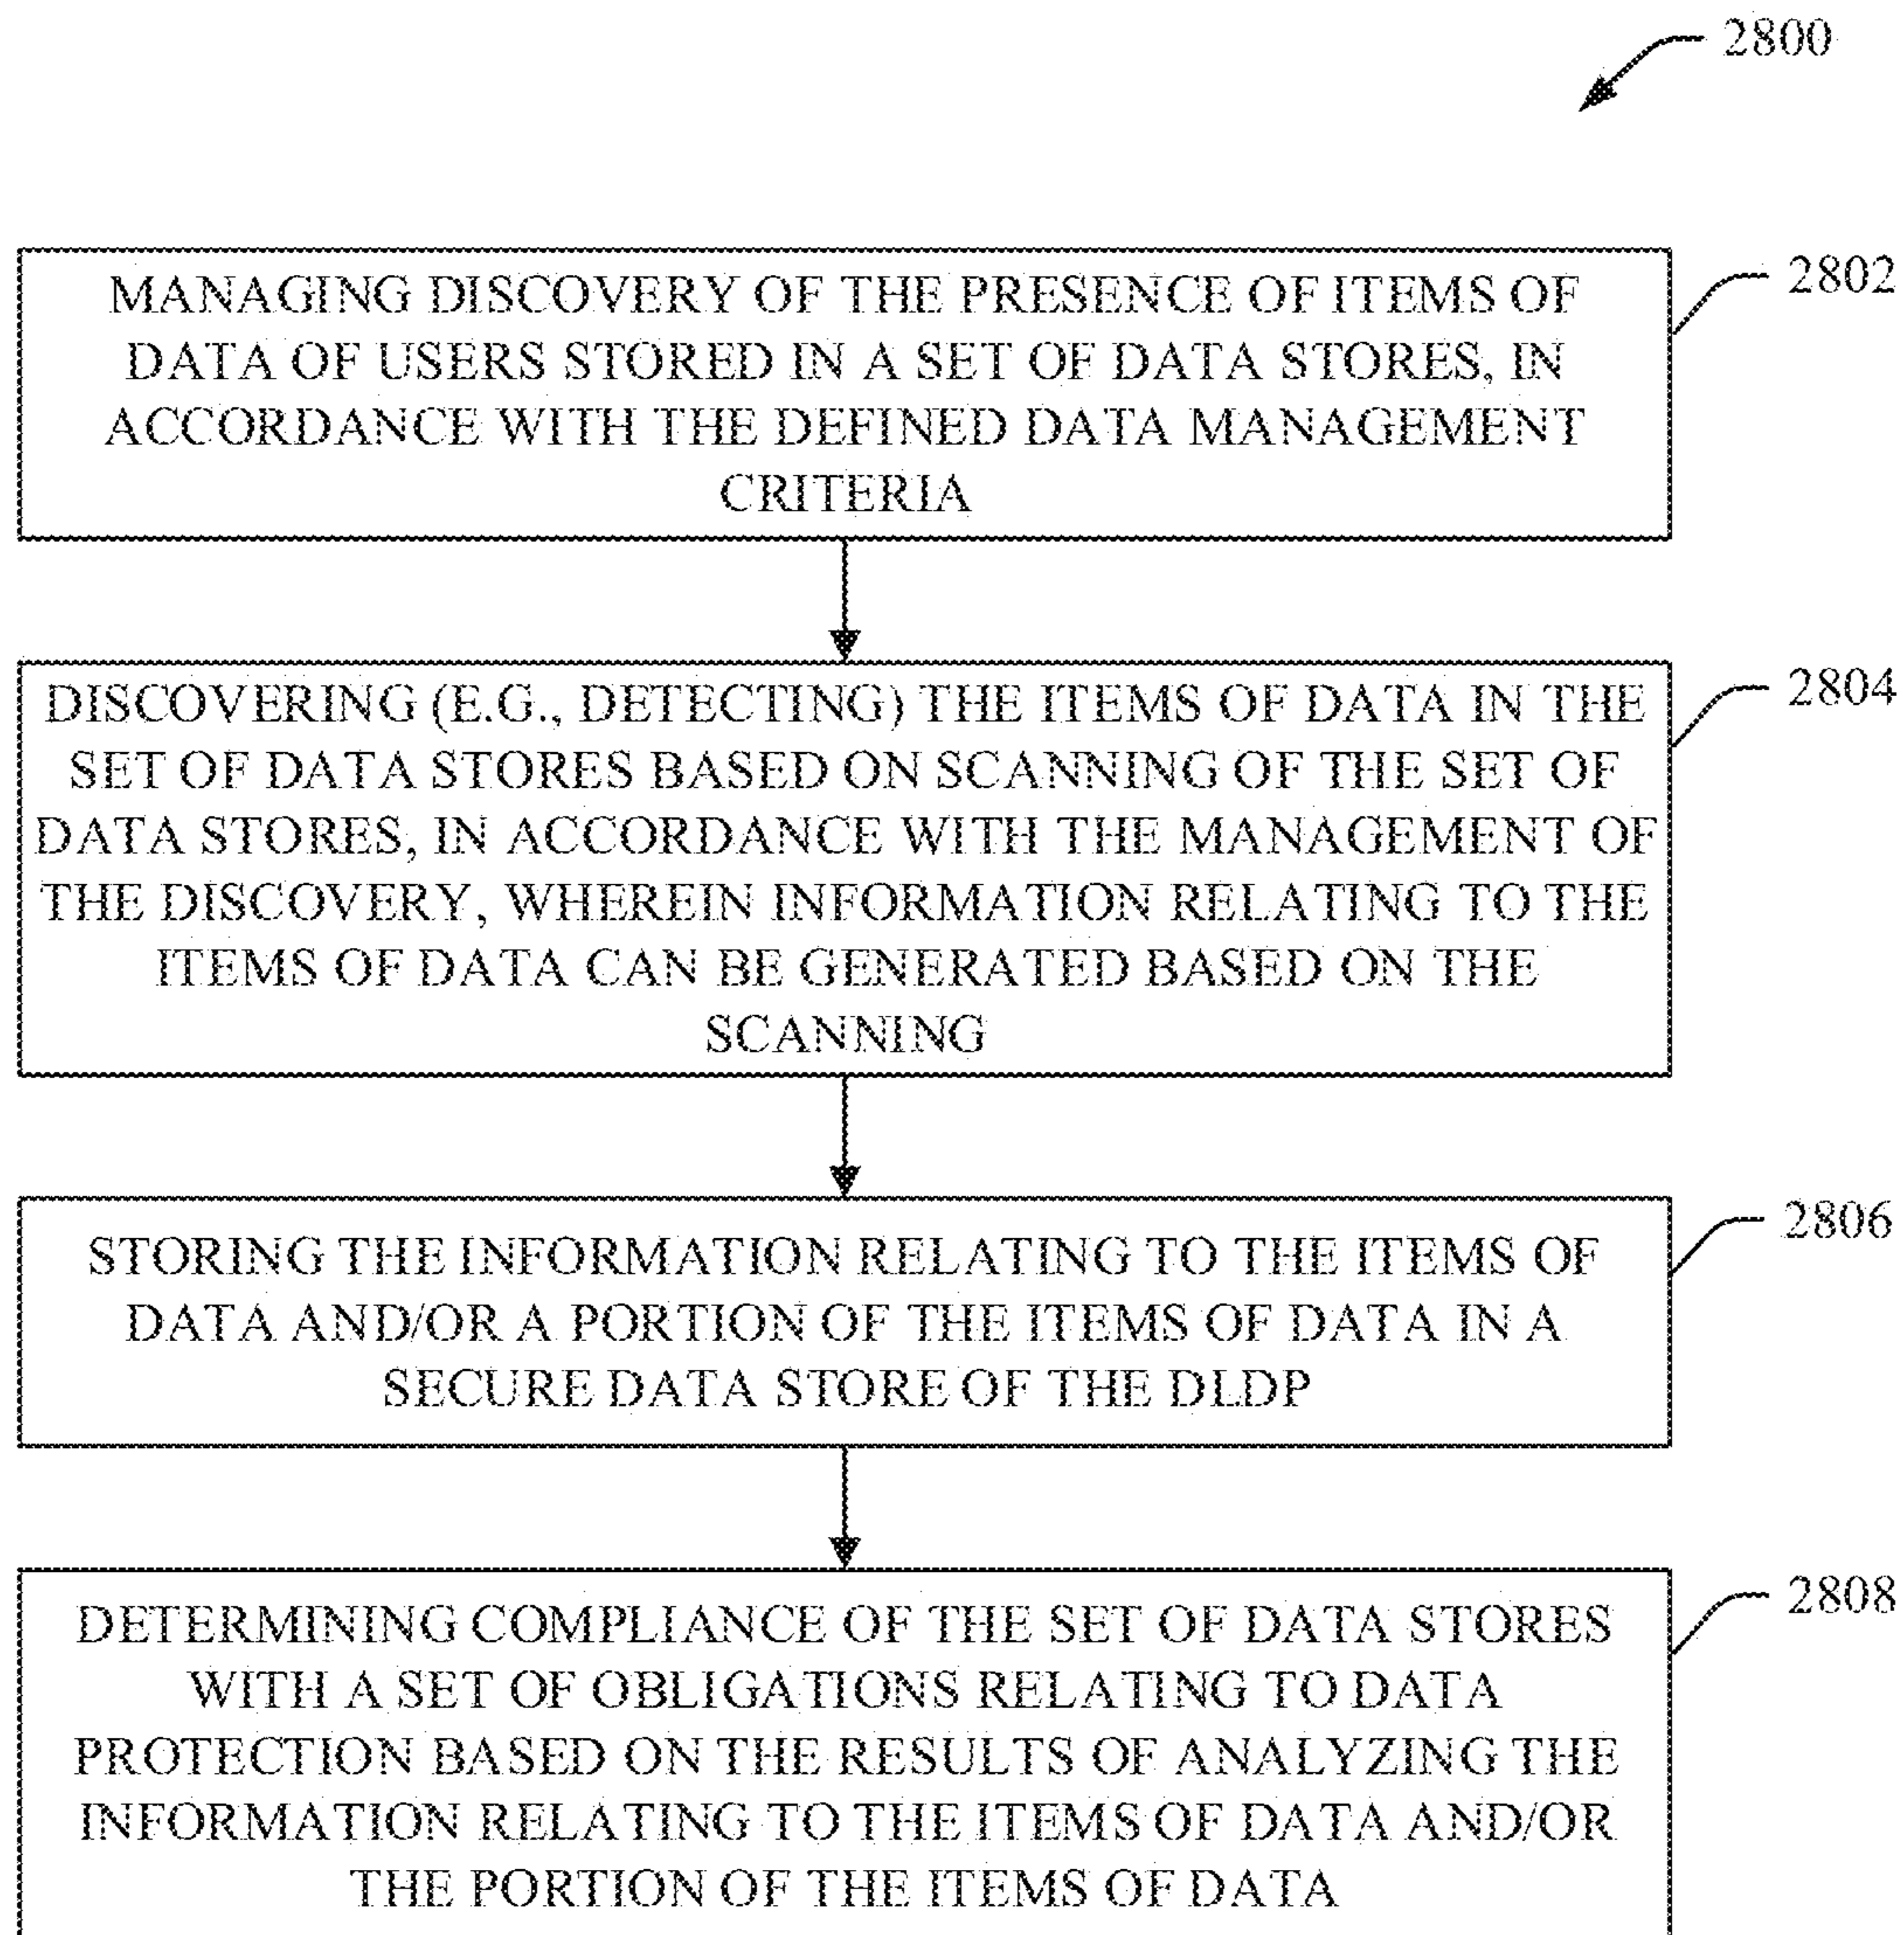 2800
MANAGING DISCOVERY OF THE PRESENCE OF ITEMS OF
DATA OF USERS STORED IN A SET OF DATA STORES, IN
ACCORDANCE WITH THE DEFINED DATA MANAGEMENT
CRITERIA
2802
DISCOVERING (E.G., DETECTING) THE ITEMS OF DATA IN THE
SET OF DATA STORES BASED ON SCANNING OF THE SET OF
DATA STORES, IN ACCORDANCE WITH THE MANAGEMENT OF
THE DISCOVERY, WHEREIN INFORMATION RELATING TO THE
ITEMS OF DATA CAN BE GENERATED BASED ON THE
SCANNING
2804
STORING THE INFORMATION RELATING TO THE ITEMS OF
DATA AND/OR A PORTION OF THE ITEMS OF DATA IN A
SECURE DATA STORE OF THE DLDP
2806
DETERMINING COMPLIANCE OF THE SET OF DATA STORES
WITH A SET OF OBLIGATIONS RELATING TO DATA
PROTECTION BASED ON THE RESULTS OF ANALYZING THE
INFORMATION RELATING TO THE ITEMS OF DATA AND/OR
THE PORTION OF THE ITEMS OF DATA
2808